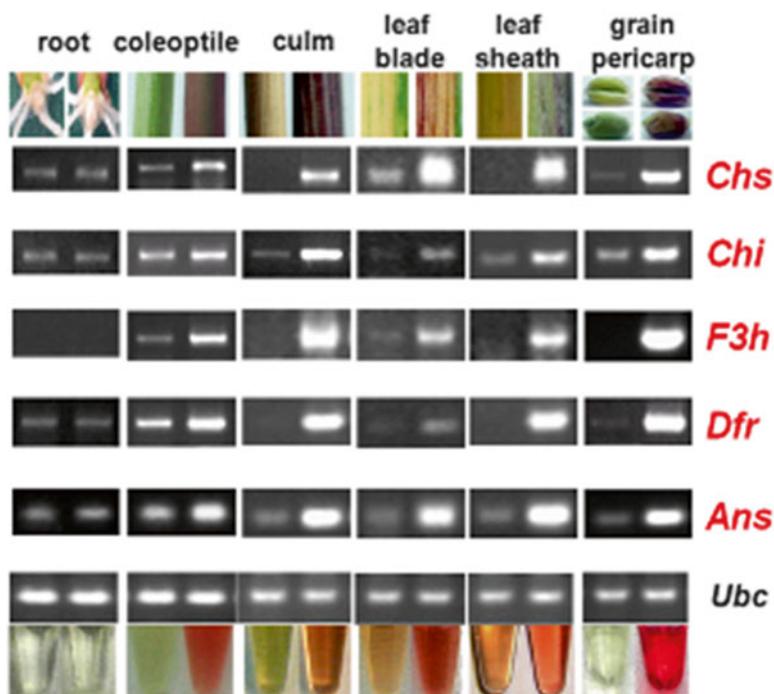 root coleoptile culm leaf blade leaf sheath grain pericarp
Chs
Chi
F3h
Dfr
Ans
Ubc